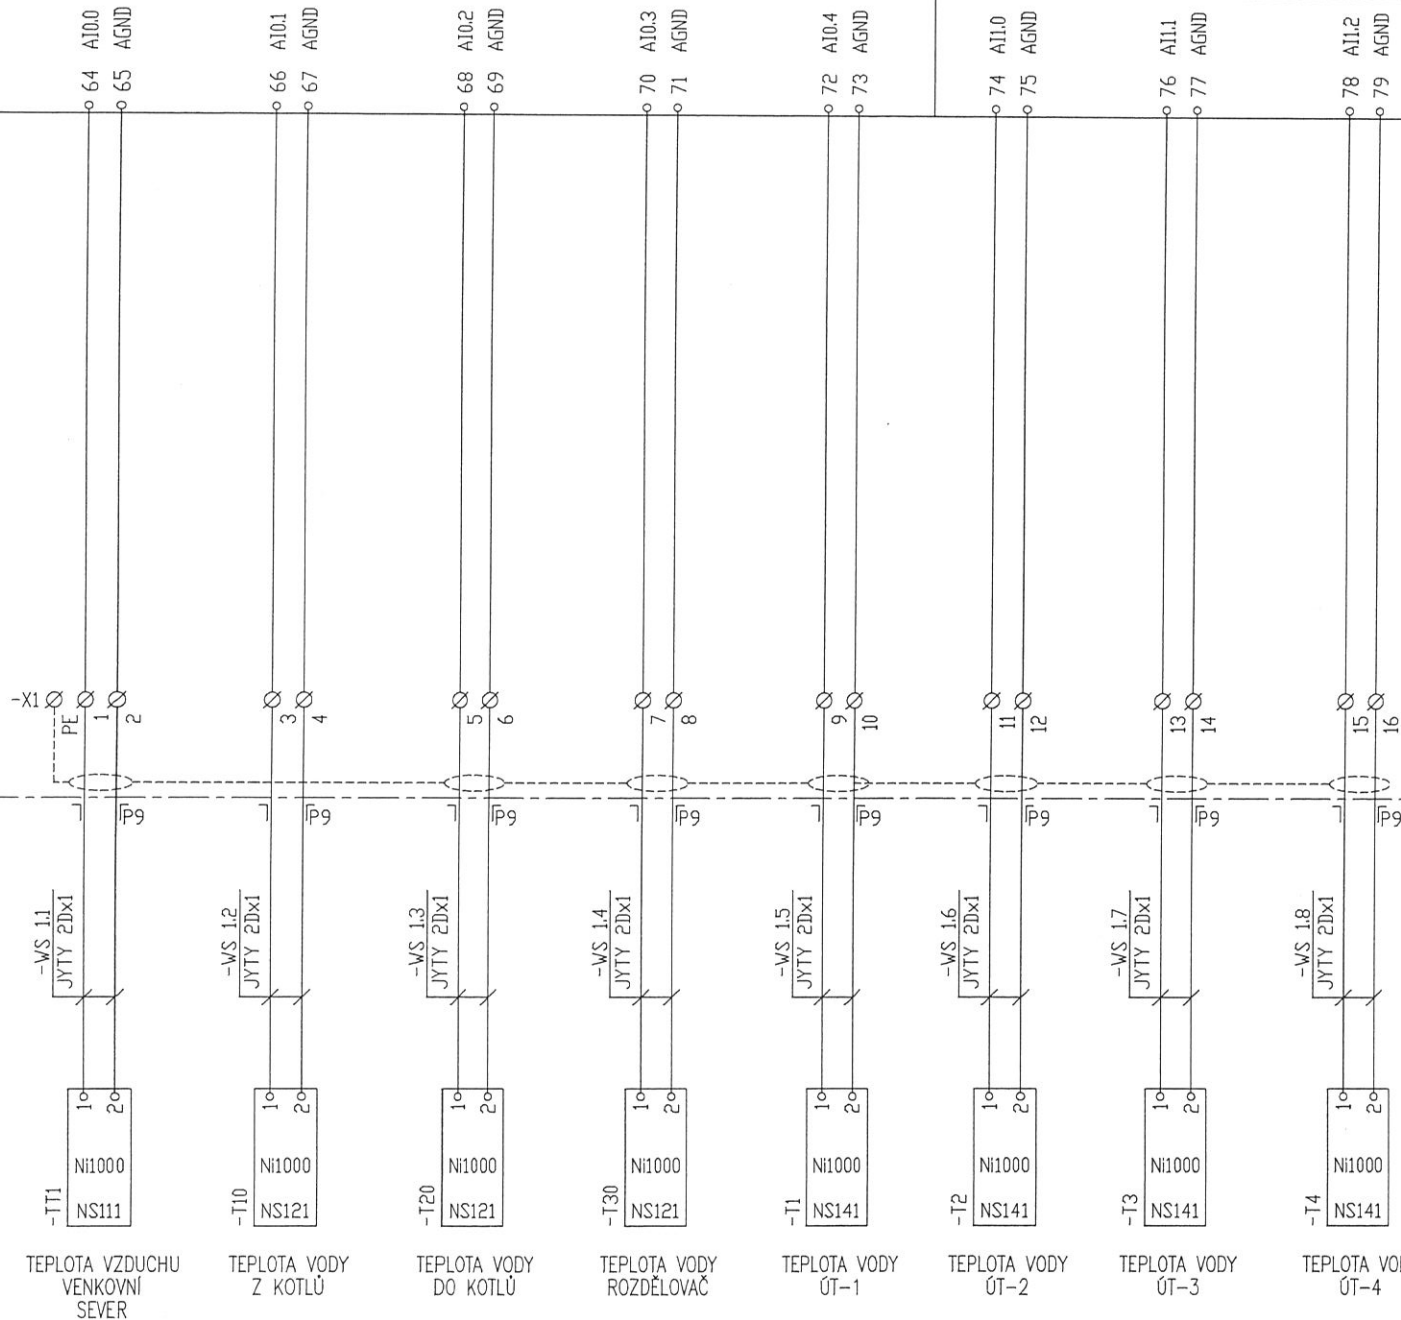 AI0.0 AGND AI0.1 AGND AI0.2 AGND AI0.3 AGND AI0.4 AGND AI1.0 AGND AI1.1 AGND AI1.2 AGND
64 65 66 67 68 69 70 71 72 73 74 75 76 77 78 79
-X1 PE 1 2 3 4 5 6 7 8 9 10 11 12 13 14 15 16
P9 P9 P9 P9 P9 P9 P9 P9
-WS 1.1
JYTY 2Dx1
-WS 1.2
JYTY 2Dx1
-WS 1.3
JYTY 2Dx1
-WS 1.4
JYTY 2Dx1
-WS 1.5
JYTY 2Dx1
-WS 1.6
JYTY 2Dx1
-WS 1.7
JYTY 2Dx1
-WS 1.8
JYTY 2Dx1
1 2 1 2 1 2 1 2 1 2 1 2 1 2 1 2
Ni1000 Ni1000 Ni1000 Ni1000 Ni1000 Ni1000 Ni1000 Ni1000
-TT1 NS111 -T10 NS121 -T20 NS121 -T30 NS121 -T1 NS141 -T2 NS141 -T3 NS141 -T4 NS141
TEPLOTA VZDUCHU
VENKOVNÍ
SEVER
TEPLOTA VODY
Z KOTLŮ
TEPLOTA VODY
DO KOTLŮ
TEPLOTA VODY
ROZDĚLOVAČ
TEPLOTA VODY
ÚT-1
TEPLOTA VODY
ÚT-2
TEPLOTA VODY
ÚT-3
TEPLOTA
ÚT-4